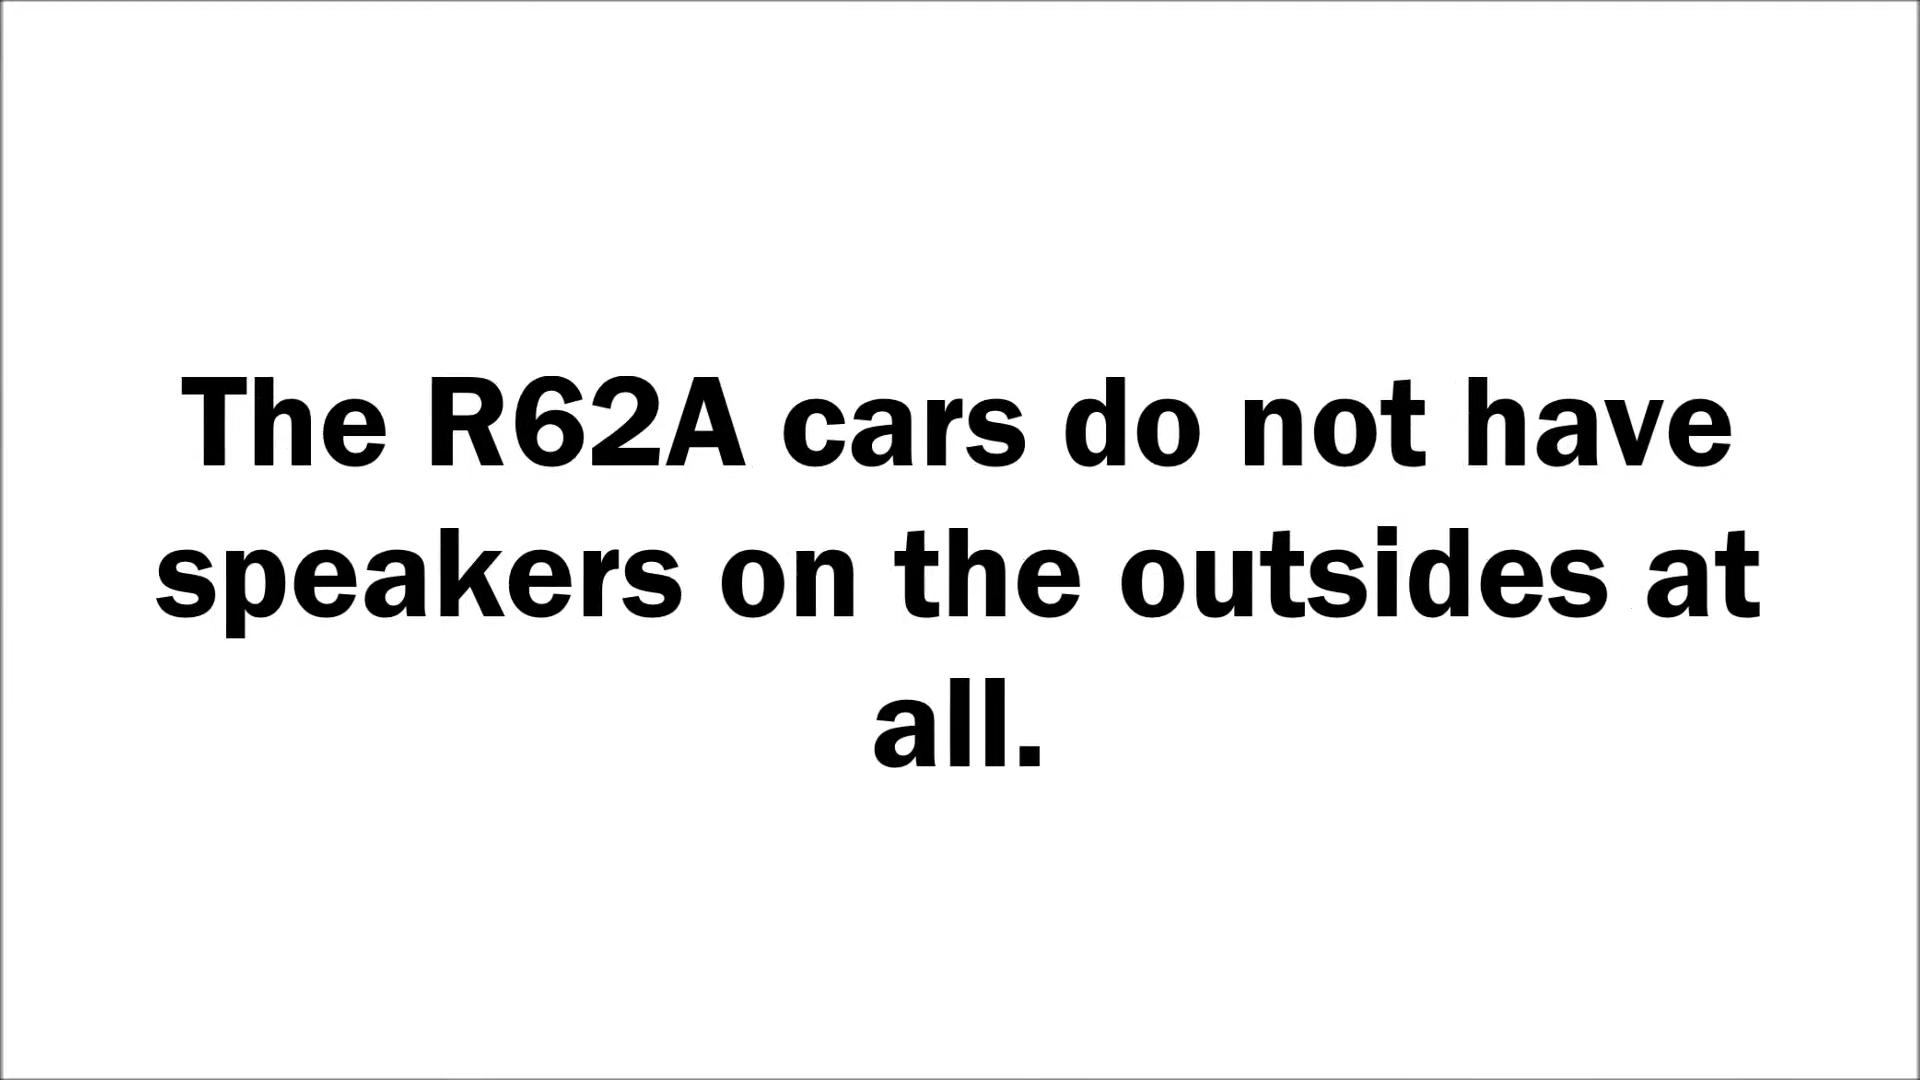 The R62A cars do not have
speakers on the outsides at
all.